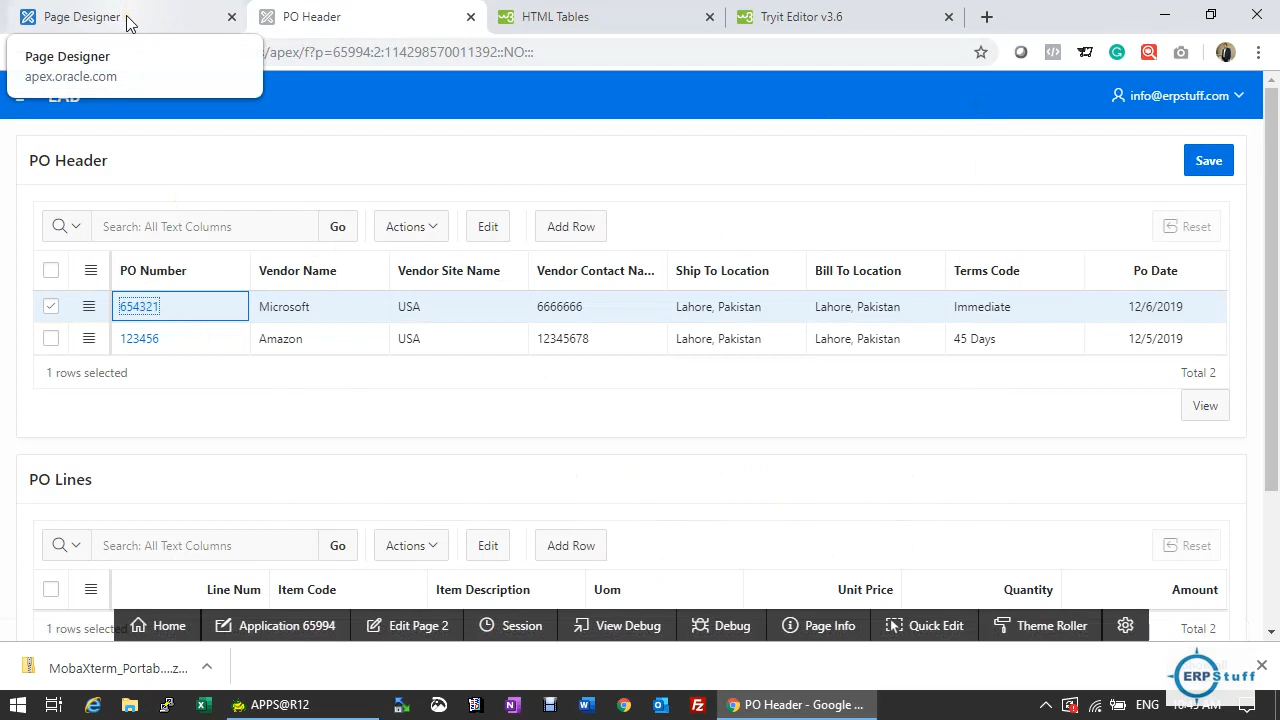 Page Designer
PO Header
HTML Tables
Tryit Editor v3.6
Page Designer
apex.oracle.com
/apex/f?p=65994:2:114298570011392::NO:::
info@erpstuff.com
PO Header
Save
Search: All Text Columns
Go
Actions
Edit
Add Row
Reset
PO Number
Vendor Name
Vendor Site Name
Vendor Contact Na...
Ship To Location
Bill To Location
Terms Code
Po Date
654321
Microsoft
USA
6666666
Lahore, Pakistan
Lahore, Pakistan
Immediate
12/6/2019
123456
Amazon
USA
12345678
Lahore, Pakistan
Lahore, Pakistan
45 Days
12/5/2019
1 rows selected
Total 2
View
PO Lines
Search: All Text Columns
Go
Actions
Edit
Add Row
Reset
Line Num
Item Code
Item Description
Uom
Unit Price
Quantity
Amount
1 rows selected
Total 2
Home
Application 65994
Edit Page 2
Session
View Debug
Debug
Page Info
Quick Edit
Theme Roller
MobaXterm_Portab....z...
ERPStuff
APPS@R12
PO Header - Google ...
ENG